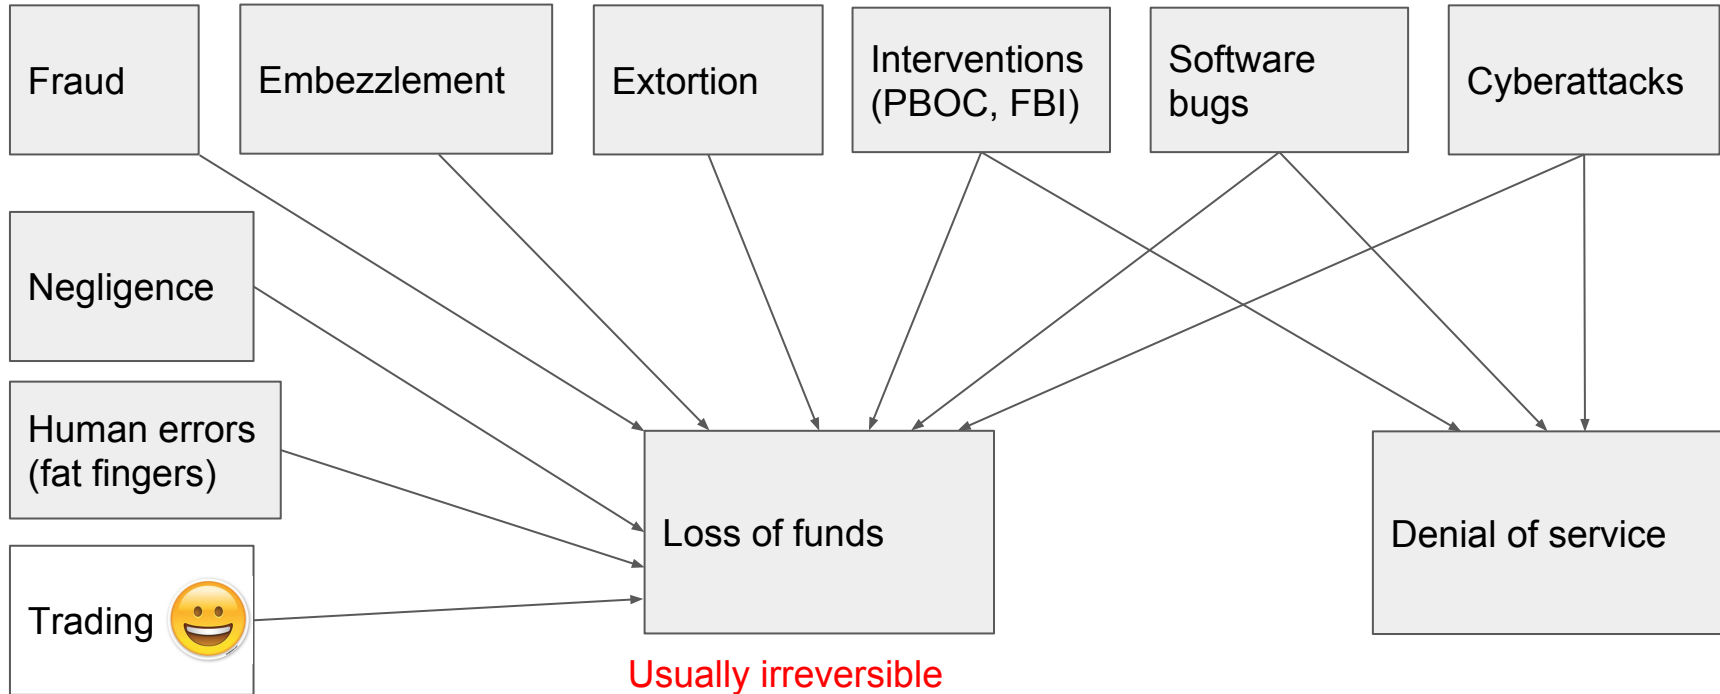 Fraud
Embezzlement
Extortion
Interventions
(PBOC, FBI)
Software
bugs
Cyberattacks
Negligence
Human errors
(fat fingers)
Trading
Loss of funds
Denial of service
Usually irreversible